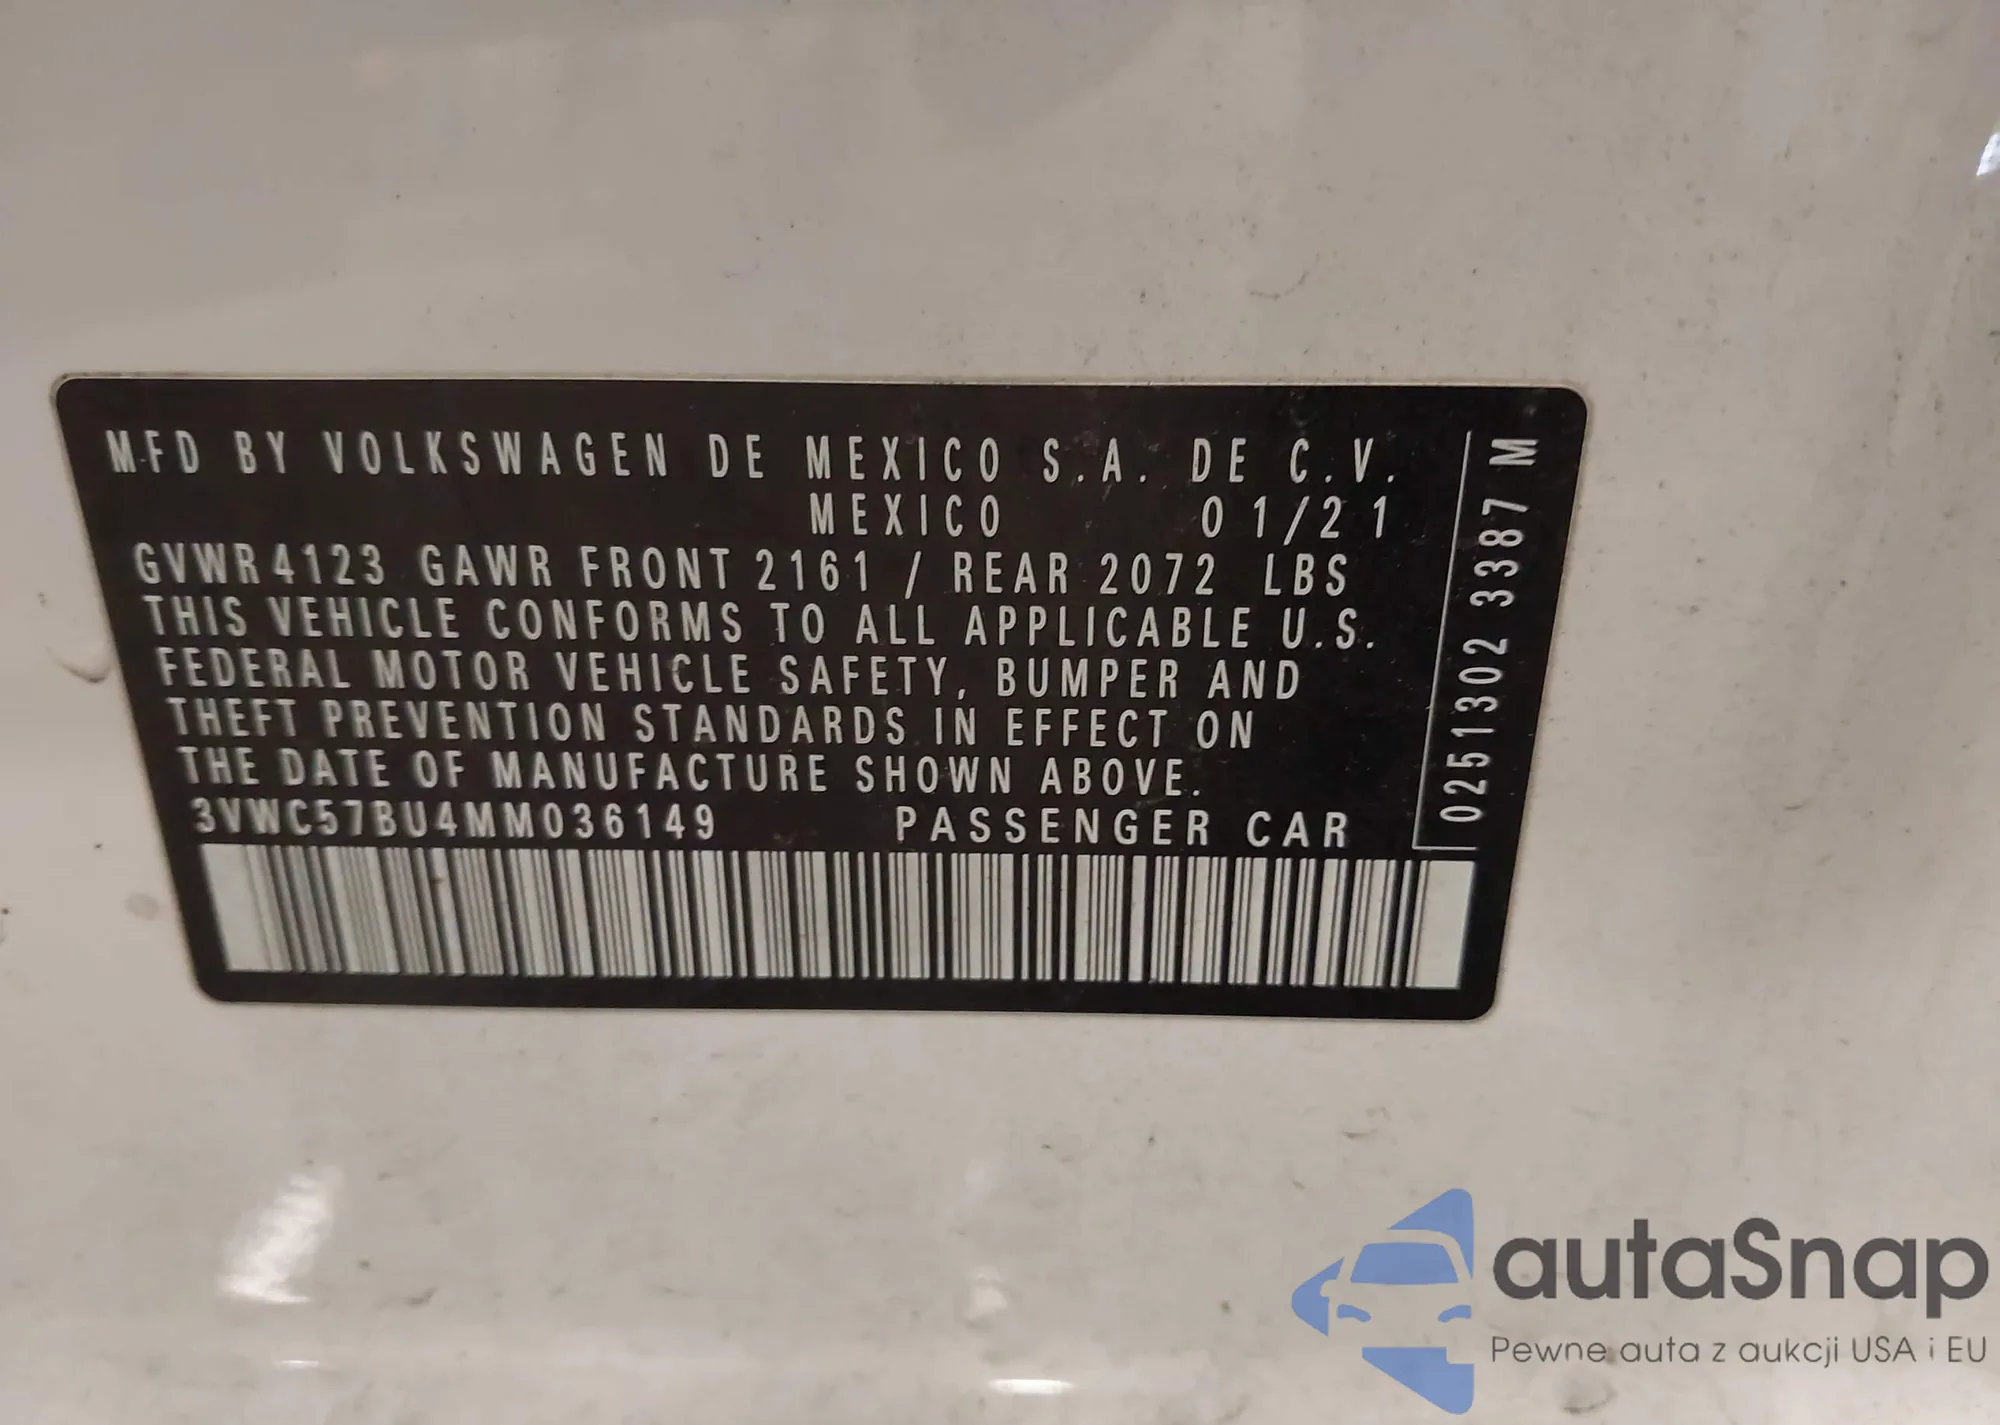 MFD BY VOLKSWAGEN DE MEXICO S.A. DE C.V.
MEXICO 01/21
GVWR 4123 GAWR FRONT 2161 / REAR 2072 LBS
THIS VEHICLE CONFORMS TO ALL APPLICABLE U.S.
FEDERAL MOTOR VEHICLE SAFETY, BUMPER AND
THEFT PREVENTION STANDARDS IN EFFECT ON
THE DATE OF MANUFACTURE SHOWN ABOVE.
3VWC57BU4MM036149 PASSENGER CAR
0251302 3387 M
autaSnap
Pewne auta z aukcji USA i EU